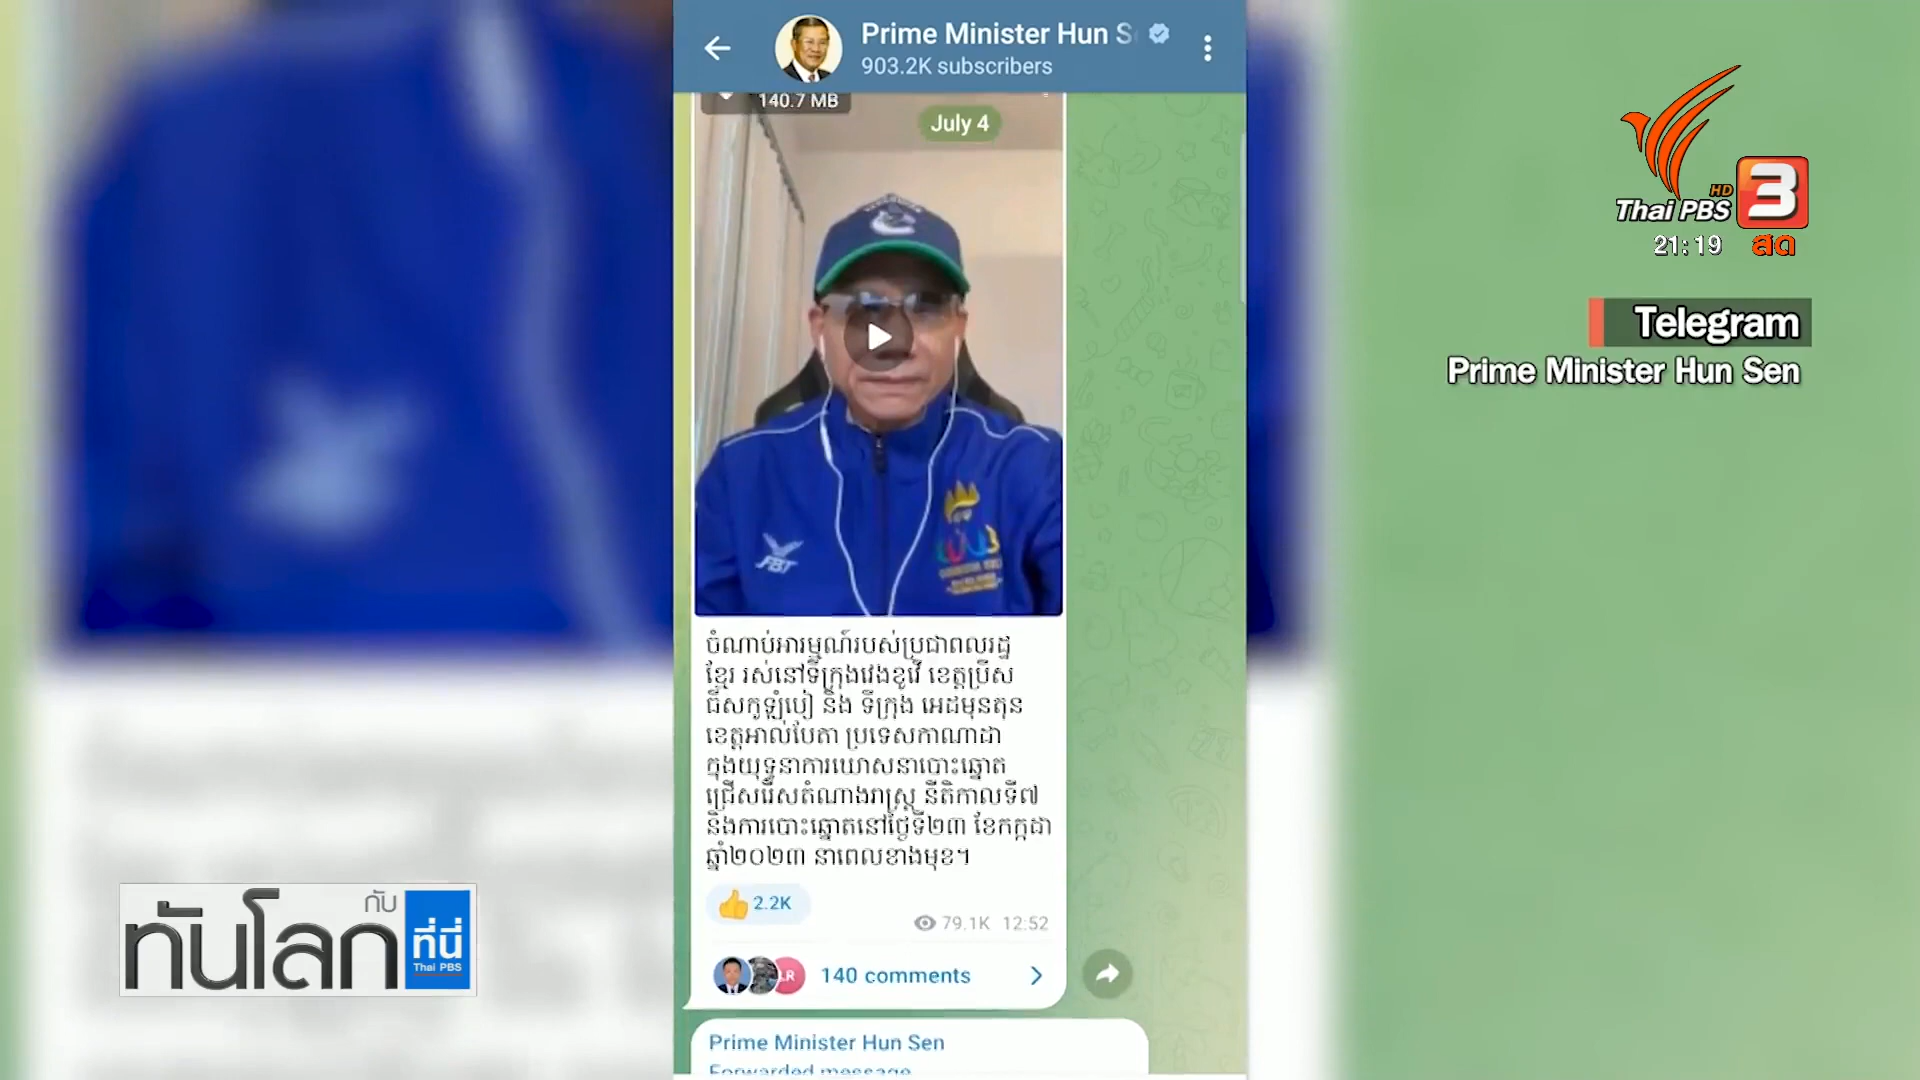 Prime Minister Hun S
903.2K subscribers
140.7 MB
July 4
FBT
ចំណាប់អារម្មណ៍របស់ប្រជាពលរដ្ឋ
ខ្មែរ រស់នៅទីក្រុងវេងខូវើ ខេត្តប្រីស
ធីសកូឡុំបៀ និង ទីក្រុង អេដមុនតុន
ខេត្តអាល់បែតា ប្រទេសកាណាដា
ក្នុងយុទ្ធនាការឃោសនាបោះឆ្នោត
ជ្រើសរើសតំណាងរាស្ត្រ នីតិកាលទី៧
និងការបោះឆ្នោតនៅថ្ងៃទី២៣ ខែកក្កដា
ឆ្នាំ២០២៣ នាពេលខាងមុខ។
2.2K
79.1K 12:52
LR
140 comments
Prime Minister Hun Sen
Forwarded message
HD
Thai PBS 3
21:19 สด
Telegram
Prime Minister Hun Sen
ทันโลก กับ ที่นี่
Thai PBS